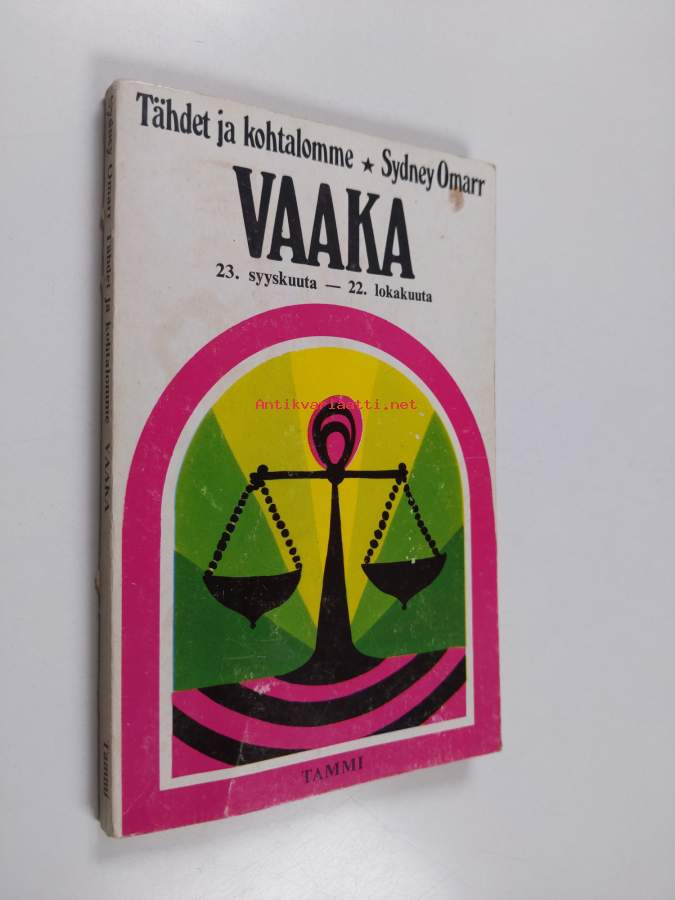 Tähdet ja kohtalomme ★ Sydney Omarr
VAAKA
23. syyskuuta — 22. lokakuuta
Antikvariaatti.net
TAMMI
Sydney Omarr Tähdet ja kohtalomme VAAKA Tammi